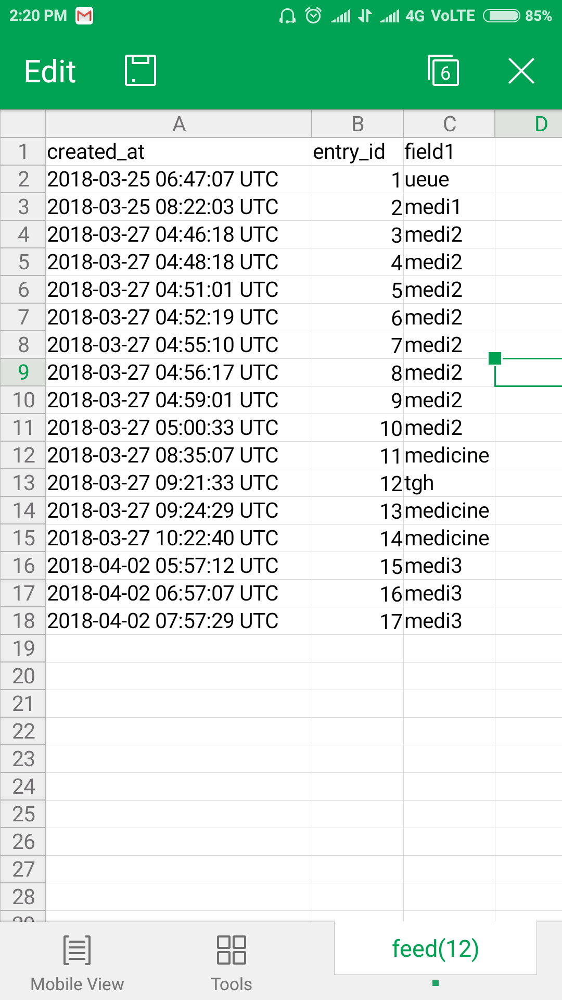 2:20 PM 4G VoLTE 85%
Edit 6
A B C D
1 created_at entry_id field1
2 2018-03-25 06:47:07 UTC 1 ueue
3 2018-03-25 08:22:03 UTC 2 medi1
4 2018-03-27 04:46:18 UTC 3 medi2
5 2018-03-27 04:48:18 UTC 4 medi2
6 2018-03-27 04:51:01 UTC 5 medi2
7 2018-03-27 04:52:19 UTC 6 medi2
8 2018-03-27 04:55:10 UTC 7 medi2
9 2018-03-27 04:56:17 UTC 8 medi2
10 2018-03-27 04:59:01 UTC 9 medi2
11 2018-03-27 05:00:33 UTC 10 medi2
12 2018-03-27 08:35:07 UTC 11 medicine
13 2018-03-27 09:21:33 UTC 12 tgh
14 2018-03-27 09:24:29 UTC 13 medicine
15 2018-03-27 10:22:40 UTC 14 medicine
16 2018-04-02 05:57:12 UTC 15 medi3
17 2018-04-02 06:57:07 UTC 16 medi3
18 2018-04-02 07:57:29 UTC 17 medi3
19
20
21
22
23
24
25
26
27
28
29
feed(12)
Mobile View Tools